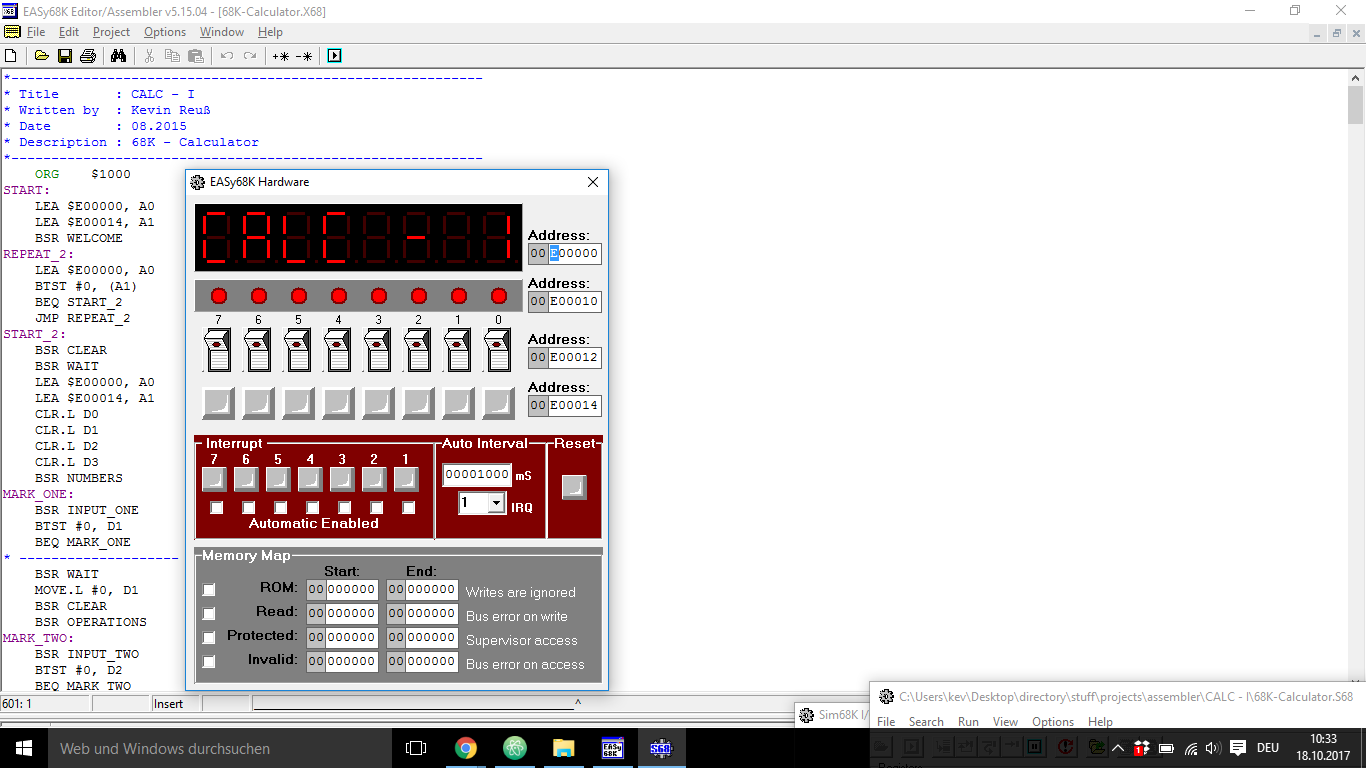 EASy68K Editor/Assembler v5.15.04 - [68K-Calculator.X68]
File Edit Project Options Window Help
*----------------------------------------------------------
* Title : CALC - I
* Written by : Kevin Reuß
* Date : 08.2015
* Description : 68K - Calculator
*----------------------------------------------------------
ORG $1000
START:
LEA $E00000, A0
LEA $E00014, A1
BSR WELCOME
REPEAT_2:
LEA $E00000, A0
BTST #0, (A1)
BEQ START_2
JMP REPEAT_2
START_2:
BSR CLEAR
BSR WAIT
LEA $E00000, A0
LEA $E00014, A1
CLR.L D0
CLR.L D1
CLR.L D2
CLR.L D3
BSR NUMBERS
MARK_ONE:
BSR INPUT_ONE
BTST #0, D1
BEQ MARK_ONE
* --------------------
BSR WAIT
MOVE.L #0, D1
BSR CLEAR
BSR OPERATIONS
MARK_TWO:
BSR INPUT_TWO
BTST #0, D2
BEQ MARK_TWO
EASy68K Hardware
CALC - I
Address:
00 E00000
Address:
00 E00010
7 6 5 4 3 2 1 0
Address:
00 E00012
Address:
00 E00014
Interrupt
7 6 5 4 3 2 1
Automatic Enabled
Auto Interval
00001000 mS
1 IRQ
Reset
Memory Map
Start: End:
ROM: 00 000000 00 000000 Writes are ignored
Read: 00 000000 00 000000 Bus error on write
Protected: 00 000000 00 000000 Supervisor access
Invalid: 00 000000 00 000000 Bus error on access
601: 1 Insert
Sim68K I/
C:\Users\kev\Desktop\directory\stuff\projects\assembler\CALC - I\68K-Calculator.S68
File Search Run View Options Help
Web und Windows durchsuchen
EASy
68K
S68
1
DEU
10:33
18.10.2017